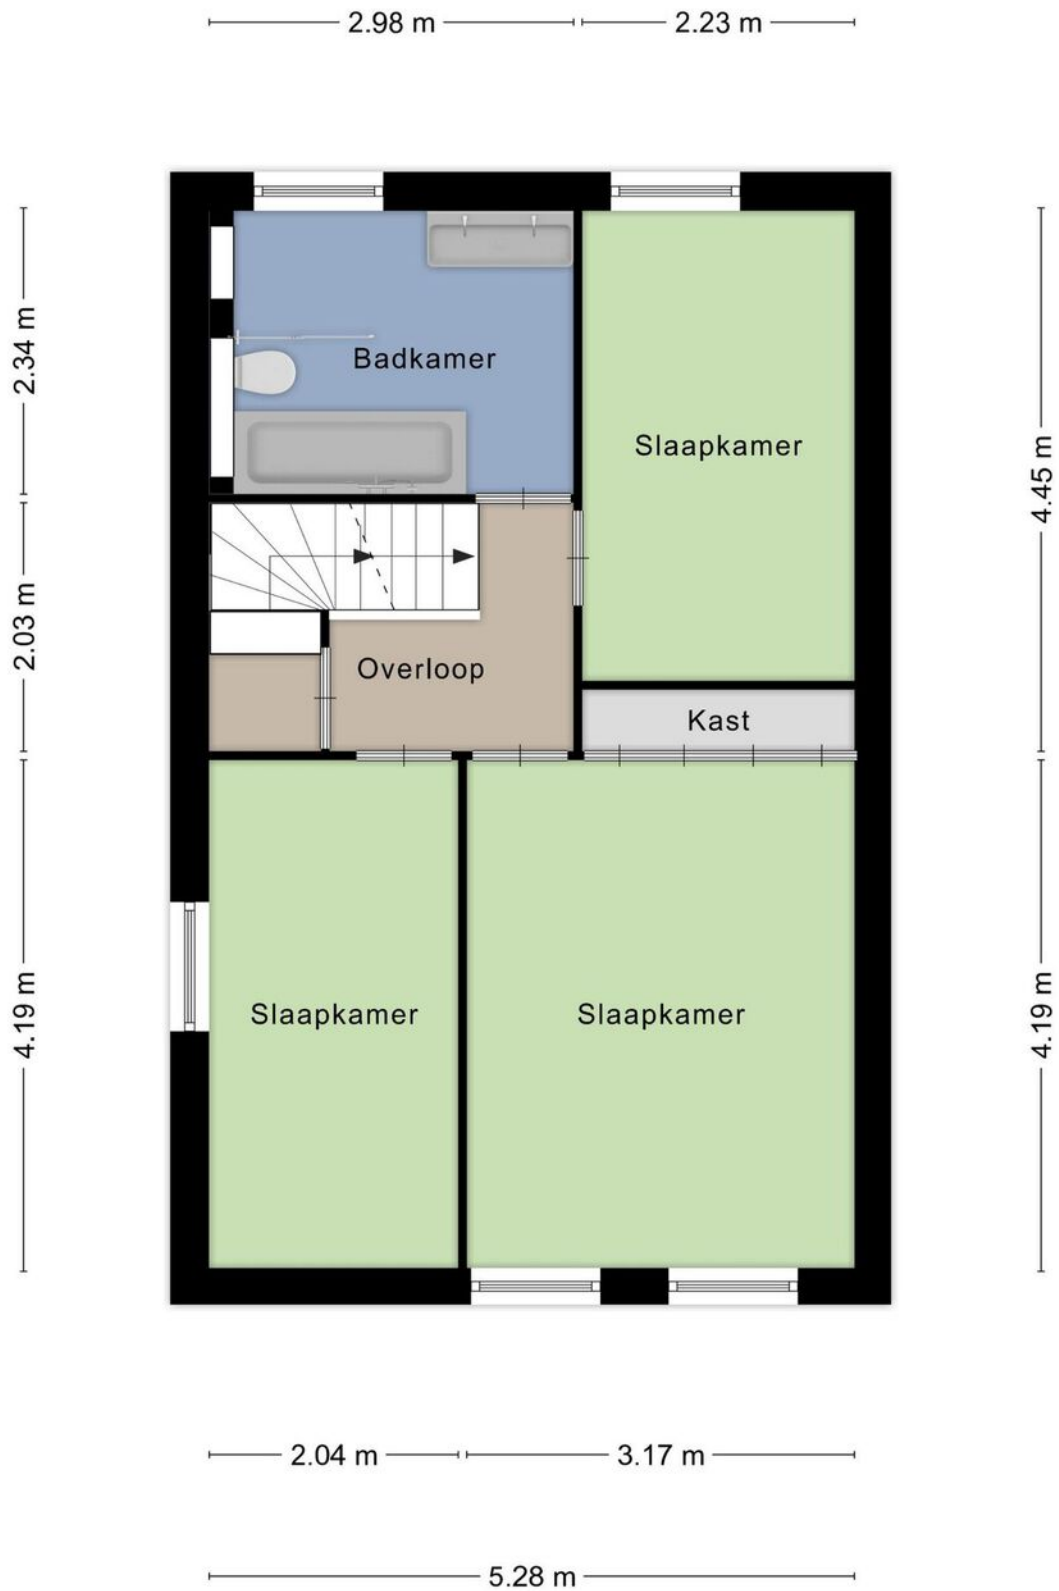 2.98 m
2.23 m
2.34 m
Badkamer
Slaapkamer
4.45 m
2.03 m
Overloop
Kast
4.19 m
Slaapkamer
Slaapkamer
4.19 m
2.04 m
3.17 m
5.28 m